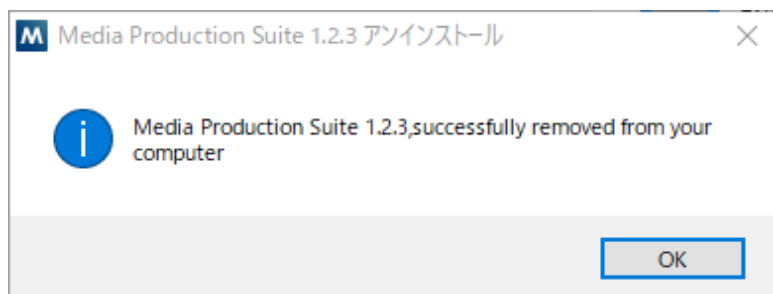 M Media Production Suite 1.2.3 アンインストール
Media Production Suite 1.2.3,successfully removed from your
computer
OK